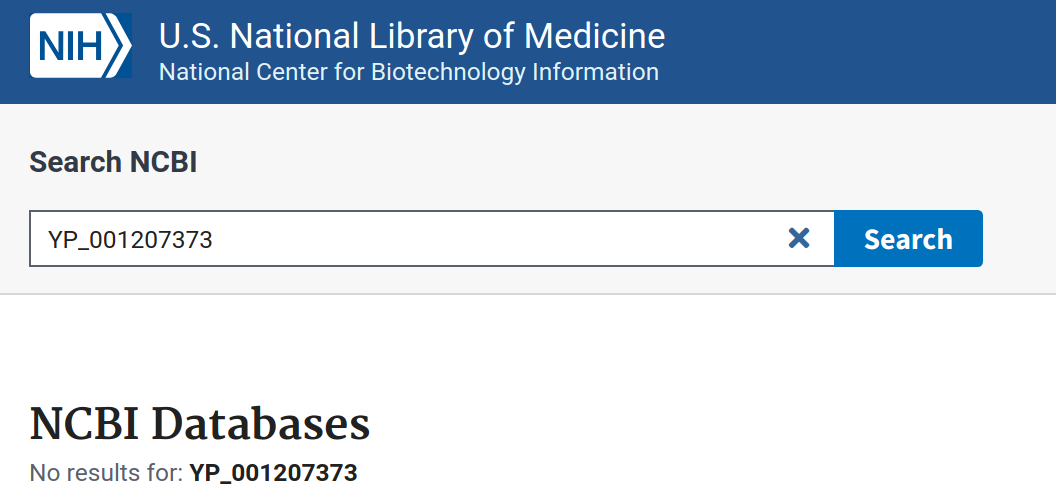 NIH
U.S. National Library of Medicine
National Center for Biotechnology Information
Search NCBI
YP_001207373
Search
NCBI Databases
No results for: YP_001207373